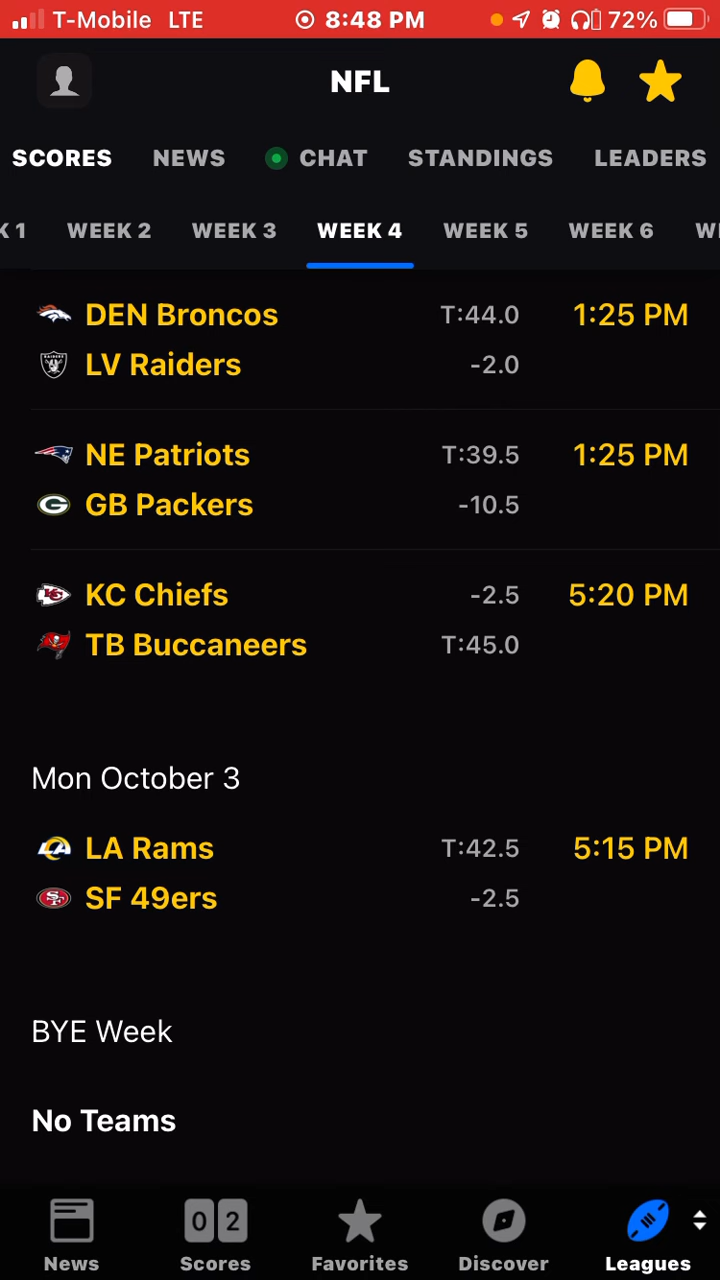 T-Mobile LTE 8:48 PM 72%
NFL
SCORES NEWS CHAT STANDINGS LEADERS
K 1 WEEK 2 WEEK 3 WEEK 4 WEEK 5 WEEK 6 WE
DEN Broncos T:44.0 1:25 PM
LV Raiders -2.0
NE Patriots T:39.5 1:25 PM
GB Packers -10.5
KC Chiefs -2.5 5:20 PM
TB Buccaneers T:45.0
Mon October 3
LA Rams T:42.5 5:15 PM
SF 49ers -2.5
BYE Week
No Teams
0 2
News Scores Favorites Discover Leagues